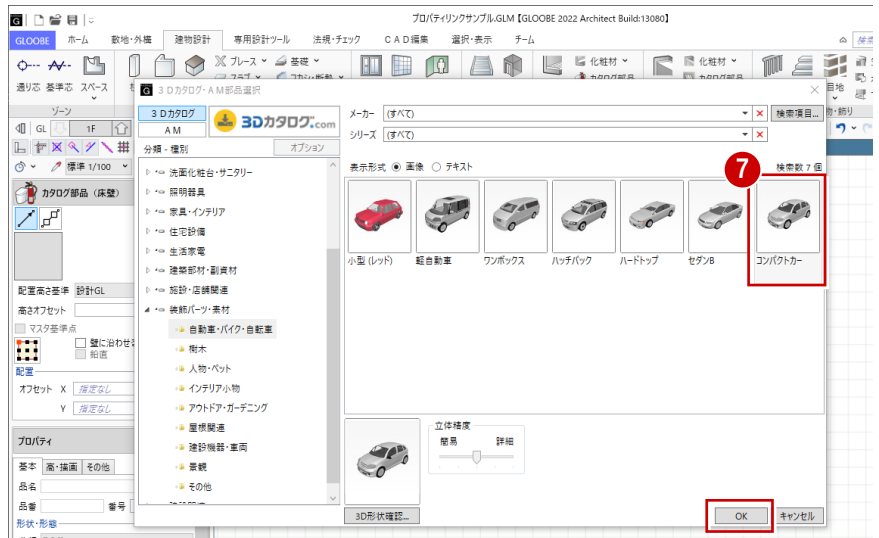 プロパティリンクサンプル.GLM [GLOOBE 2022 Architect Build:13080]
GLOOBE ホーム 敷地・外構 建物設計 専用設計ツール 法規・チェック CAD編集 選択・表示 チーム
ブレース 基礎 化粧材 化粧材
通り芯 基準芯 スペース
ゾーン
GL 1F
標準 1/100
カタログ部品 (床壁)
配置高さ基準 設計GL
高さオフセット
マスタ基準点
壁に沿わせ
鉛直
配置
オフセット X 指定なし
Y 指定なし
プロパティ
基本 高・描画 その他
品名
品番 番号
形状・形態
3Dカタログ・AM部品選択
3Dカタログ
AM
3Dカタログ.com
メーカー (すべて) 検索項目...
シリーズ (すべて)
分類 - 種別 オプション
表示形式 画像 テキスト 検索数 7 個
7
洗面化粧台・サニタリー
照明器具
家具・インテリア
住宅設備
生活家電
建築部材・副資材
施設・店舗関連
装飾パーツ・素材
自動車・バイク・自転車
樹木
人物・ペット
インテリア小物
アウトドア・ガーデニング
屋根関連
建設機器・車両
景観
その他
小型 (レッド) 軽自動車 ワンボックス ハッチバック ハードトップ セダンB コンパクトカー
立体精度
簡易 詳細
3D形状確認...
OK キャンセル
目地